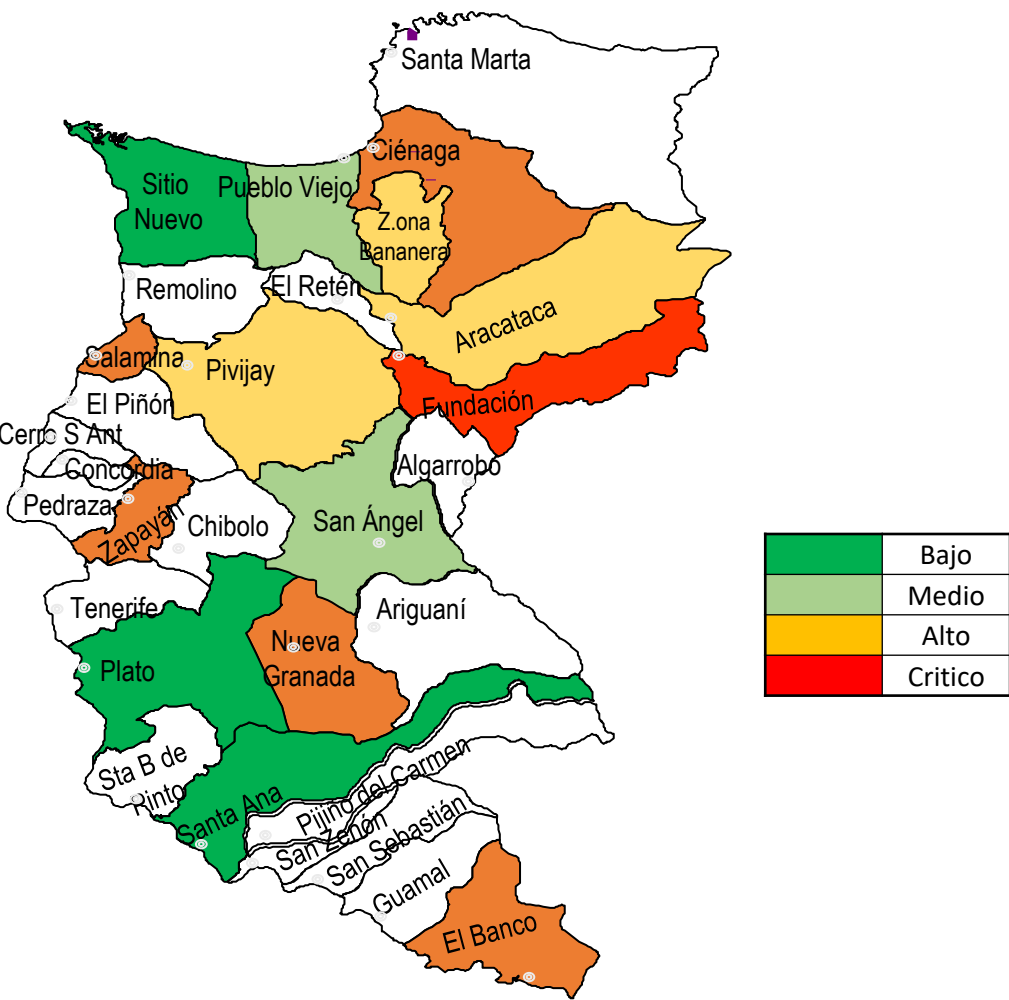 Santa Marta
Ciénaga
Sitio
Nuevo
Pueblo Viejo
Z.ona
Bananera
Remolino
El Retén
Aracataca
Salamina
Pivijay
El Piñón
Fundación
Cerro S Ant
Concordia
Algarrobo
Pedraza
Zapayán
Chibolo
San Ángel
Tenerife
Ariguaní
Nueva
Granada
Plato
Sta B de
Pinto
Santa Ana
Pijiño del Carmen
San Zenón
San Sebastián
Guamal
El Banco
Bajo
Medio
Alto
Critico